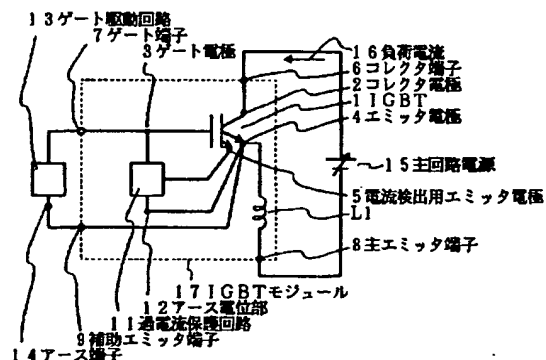 13ゲート駆動回路
7ゲート端子
3ゲート電極
16負荷電流
6コレクタ端子
2コレクタ電極
1IGBT
4エミッタ電極
15主回路電源
5電流検出用エミッタ電極
L1
8主エミッタ端子
17IGBTモジュール
12アース電位部
11過電流保護回路
9補助エミッタ端子
14アース端子